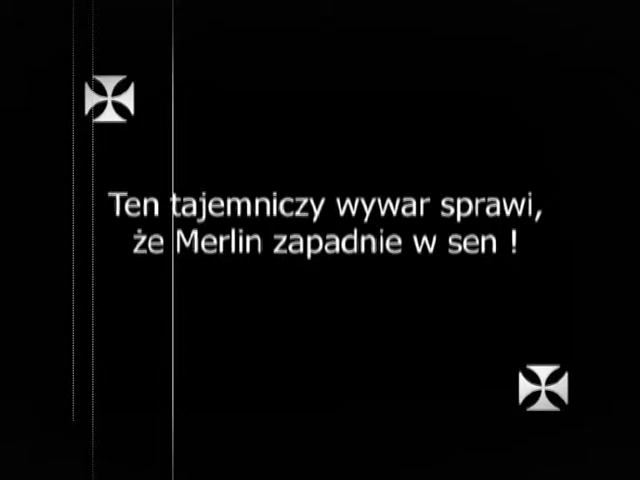 Ten tajemniczy wywar sprawi,
że Merlin zapadnie w sen !